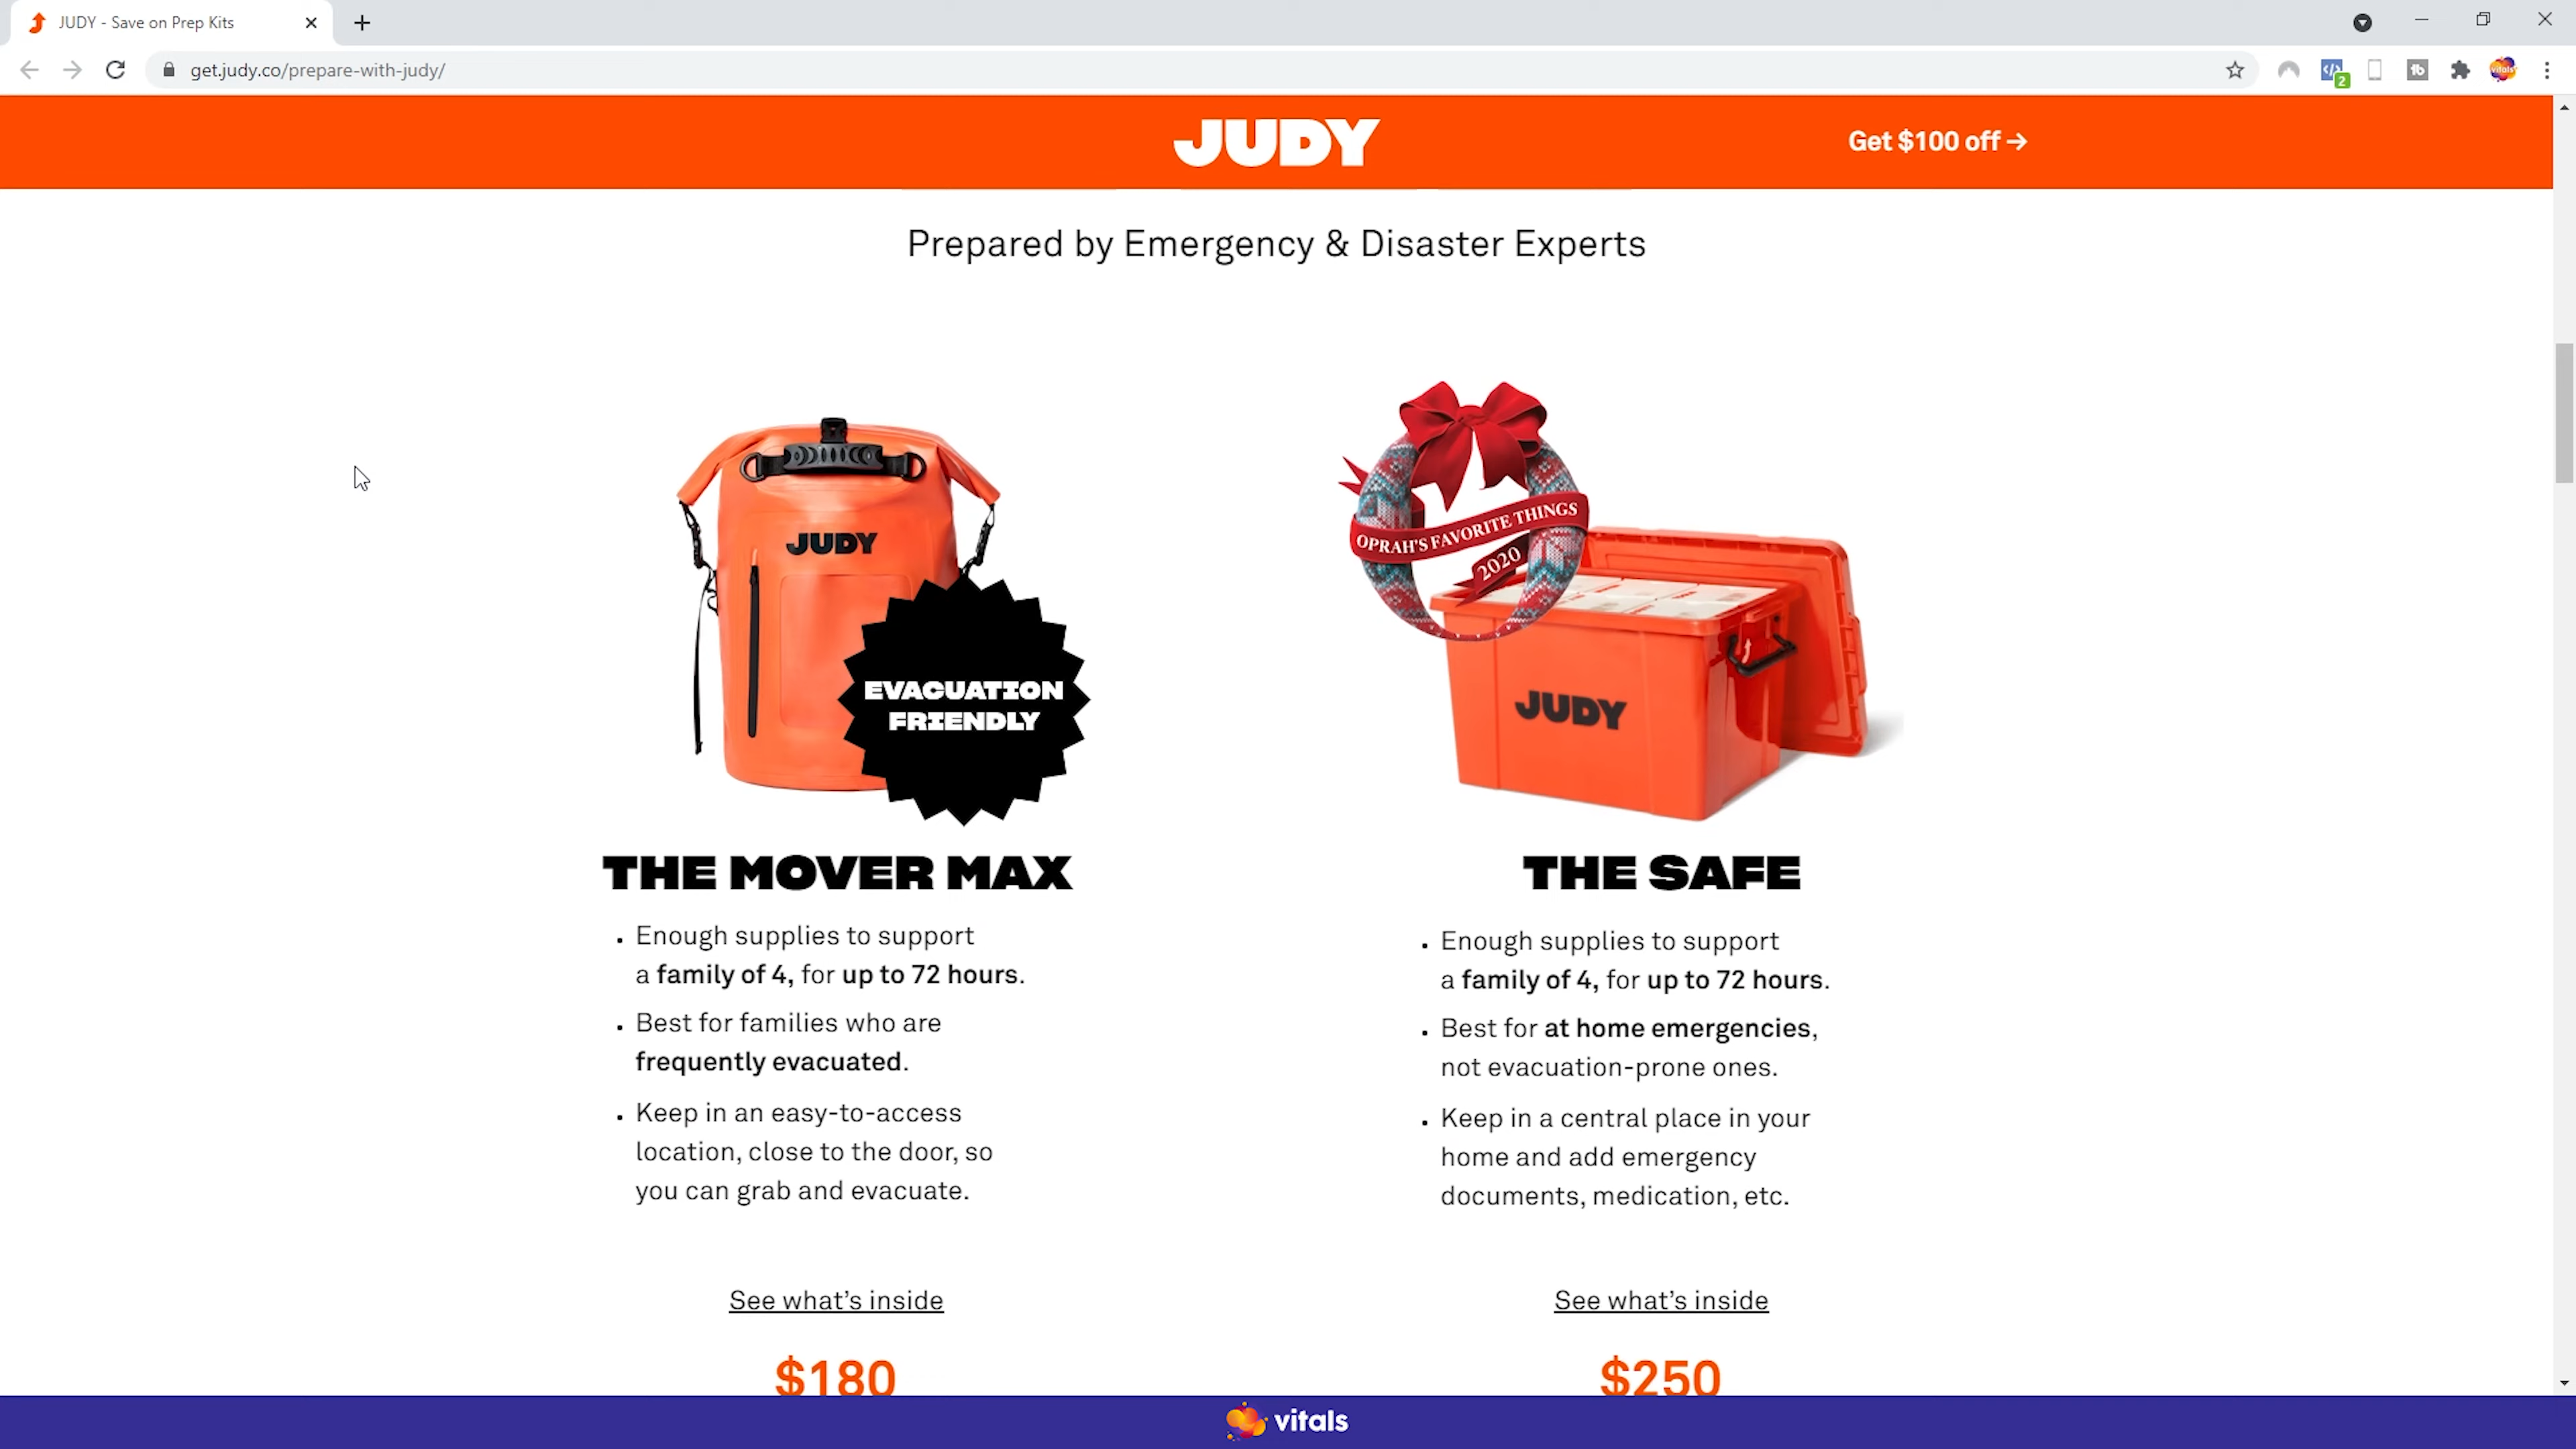 JUDY - Save on Prep Kits
get.judy.co/prepare-with-judy/
2
JUDY
Get $100 off →
Prepared by Emergency & Disaster Experts
JUDY
EVACUATION
FRIENDLY
OPRAH'S FAVORITE THINGS
2020
JUDY
THE MOVER MAX
• Enough supplies to support
a family of 4, for up to 72 hours.
• Best for families who are
frequently evacuated.
• Keep in an easy-to-access
location, close to the door, so
you can grab and evacuate.
See what's inside
$180
THE SAFE
• Enough supplies to support
a family of 4, for up to 72 hours.
• Best for at home emergencies,
not evacuation-prone ones.
• Keep in a central place in your
home and add emergency
documents, medication, etc.
See what's inside
$250
vitals